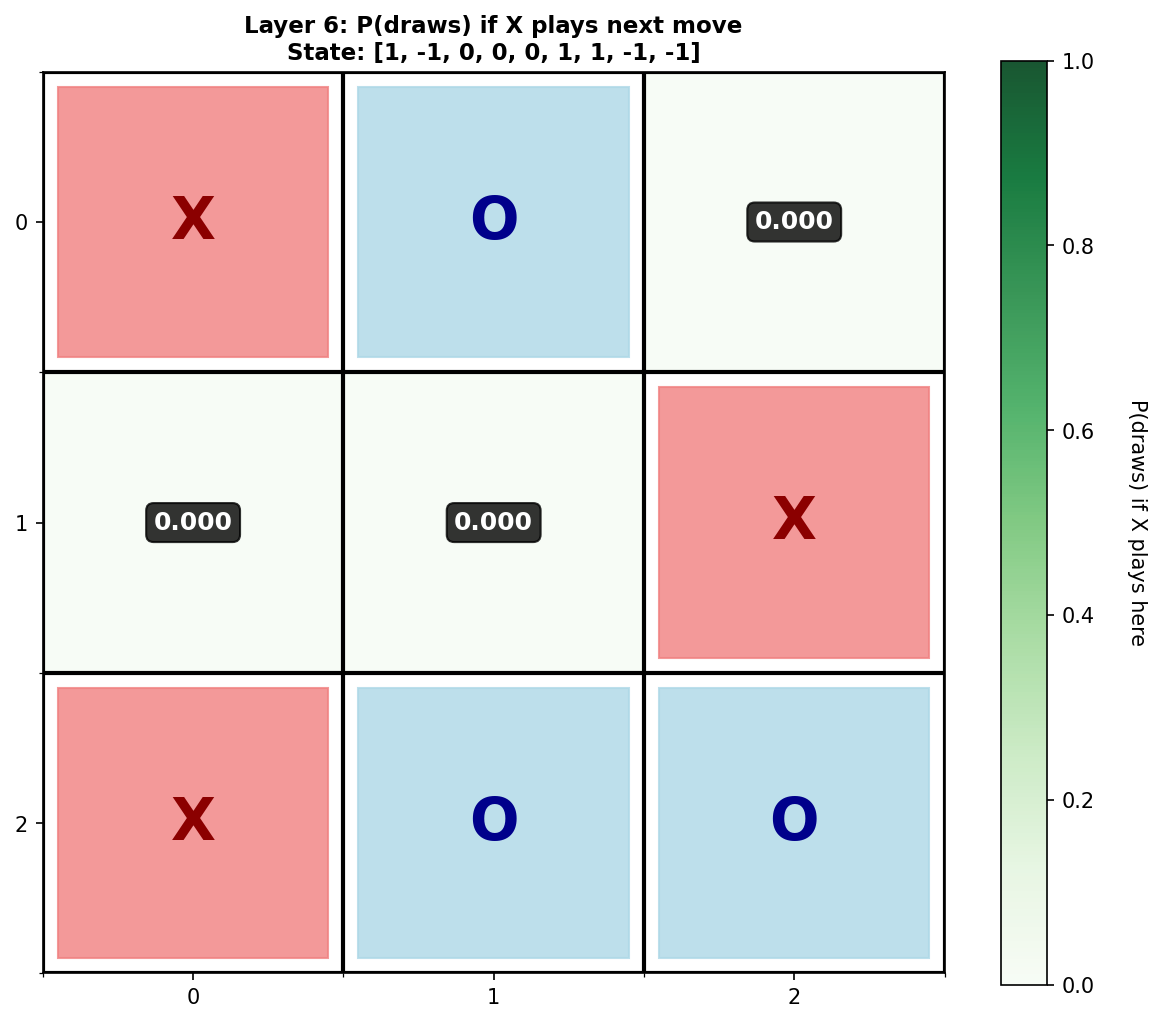 Layer 6: P(draws) if X plays next move
State: [1, -1, 0, 0, 0, 1, 1, -1, -1]
1.0
0.8
0.6
0.4
0.2
0.0
P(draws) if X plays here
0
X
O
0.000
1
0.000
0.000
X
2
X
O
O
0
1
2